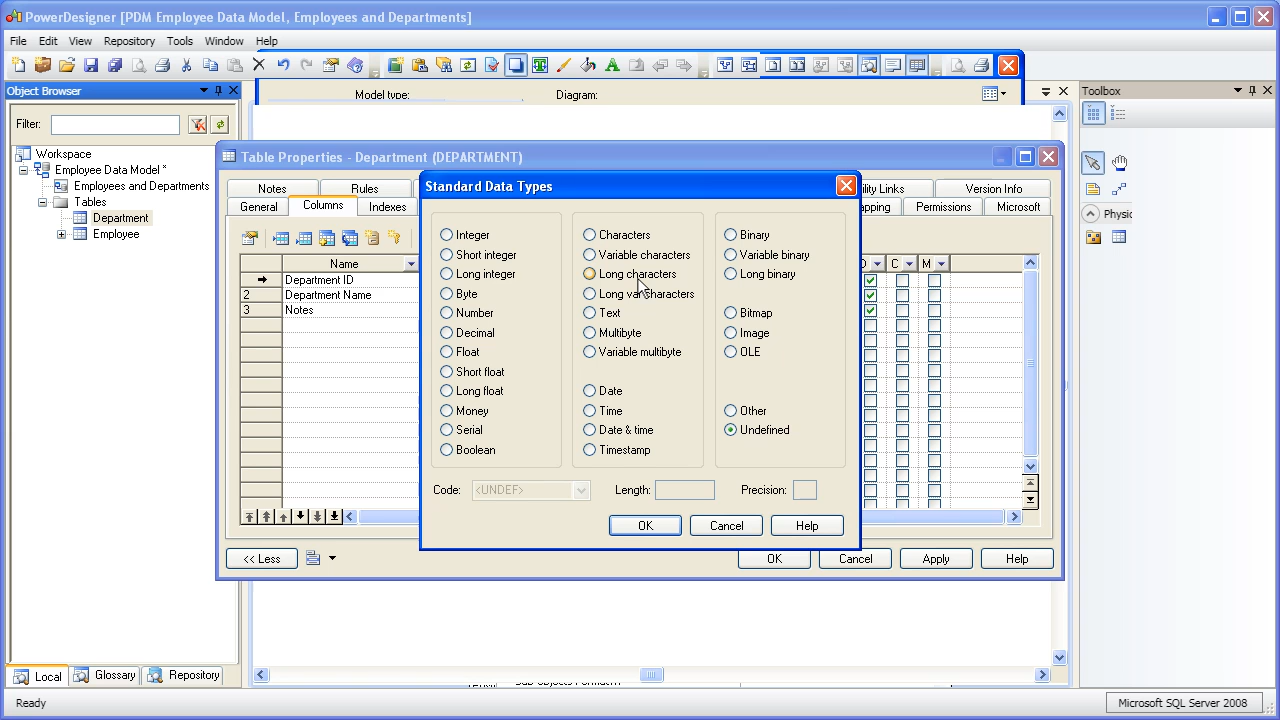 PowerDesigner [PDM Employee Data Model, Employees and Departments]
File Edit View Repository Tools Window Help
Object Browser
Model type: Diagram:
Toolbox
Filter:
Workspace
Employee Data Model *
Employees and Departments
Tables
Department
Employee
Physic
Table Properties - Department (DEPARTMENT)
Notes Rules Version Info
General Columns Indexes Permissions Microsoft
Name C M
Department ID
2 Department Name
3 Notes
Standard Data Types
Integer Characters Binary
Short integer Variable characters Variable binary
Long integer Long characters Long binary
Byte Long var characters
Number Text Bitmap
Decimal Multibyte Image
Float Variable multibyte OLE
Short float
Long float Date
Money Time Other
Serial Date & time Undefined
Boolean Timestamp
Code: <UNDEF> Length: Precision:
OK Cancel Help
<< Less OK Cancel Apply Help
Local Glossary Repository
Ready Microsoft SQL Server 2008